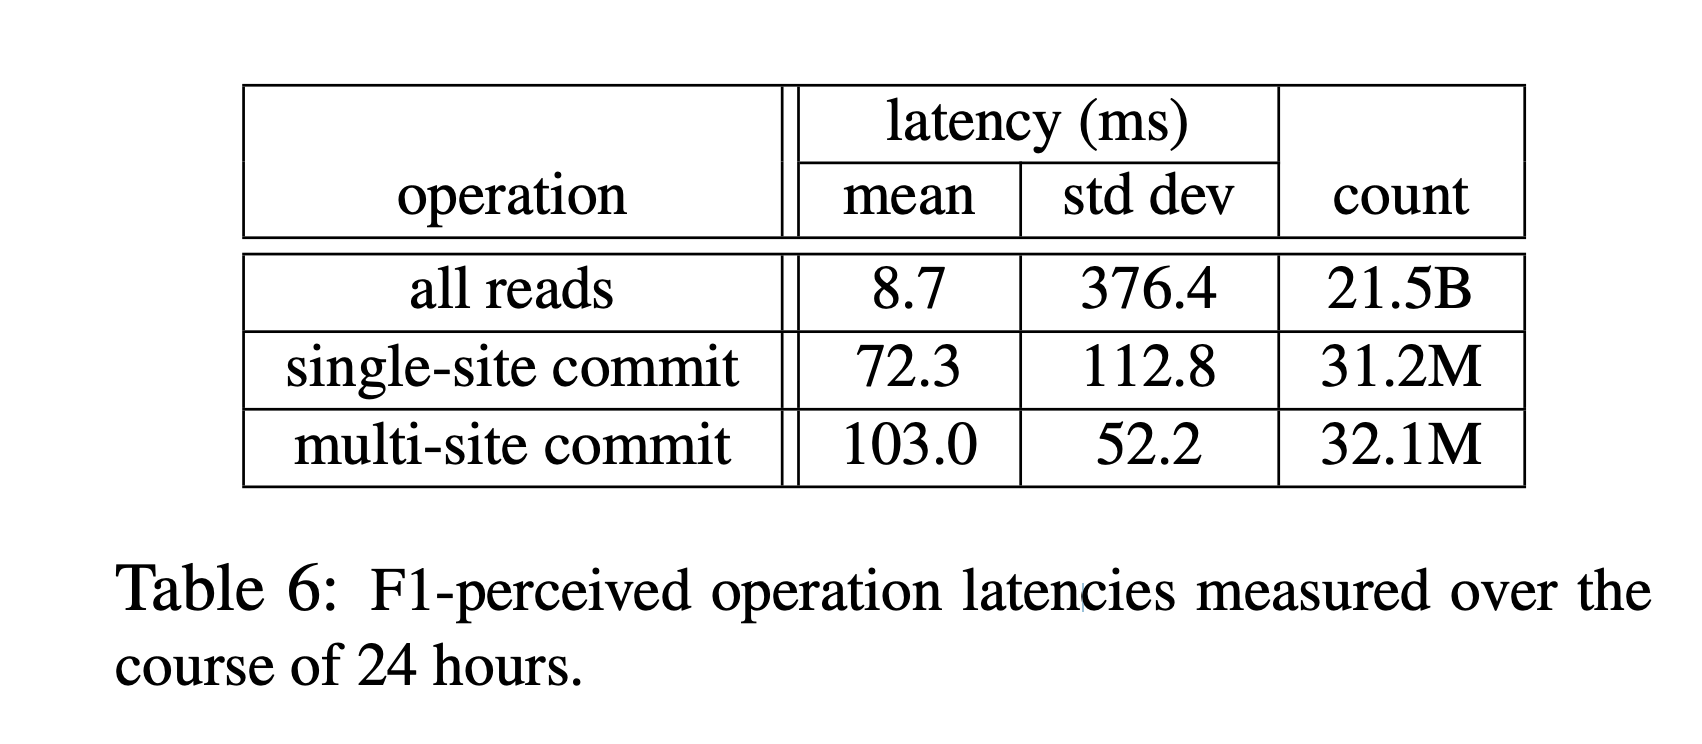 latency (ms)
operation mean std dev count
all reads 8.7 376.4 21.5B
single-site commit 72.3 112.8 31.2M
multi-site commit 103.0 52.2 32.1M
Table 6: F1-perceived operation latencies measured over the
course of 24 hours.